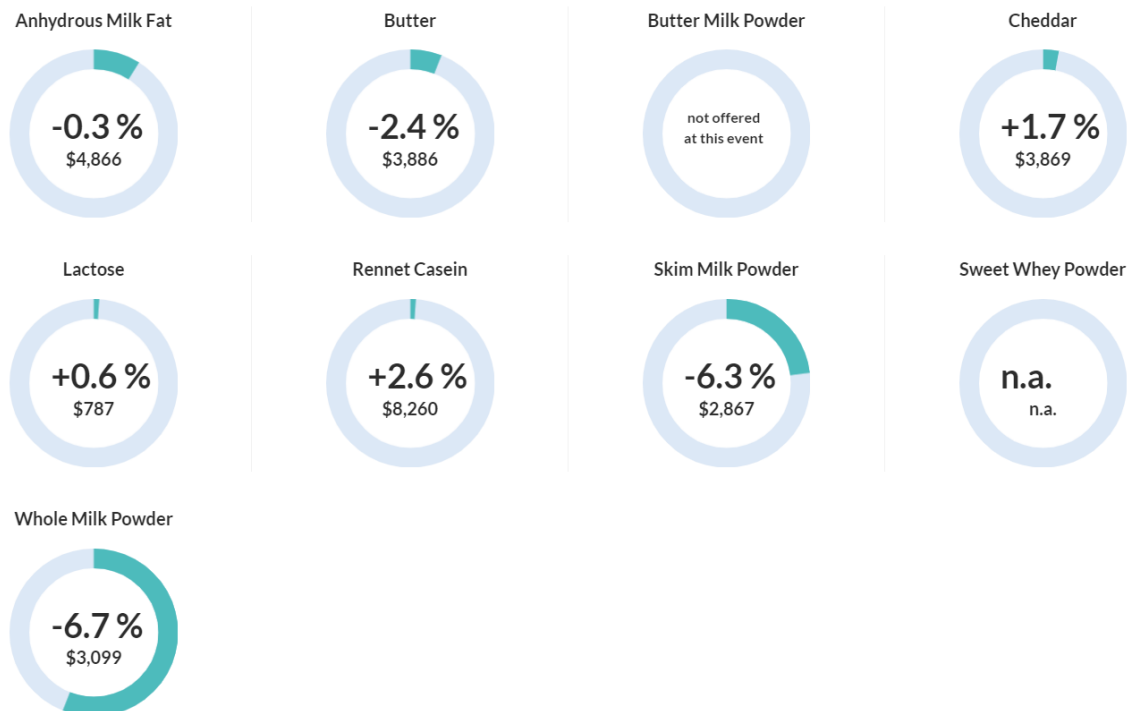 Anhydrous Milk Fat
-0.3 %
$4,866
Butter
-2.4 %
$3,886
Butter Milk Powder
not offered
at this event
Cheddar
+1.7 %
$3,869
Lactose
+0.6 %
$787
Rennet Casein
+2.6 %
$8,260
Skim Milk Powder
-6.3 %
$2,867
Sweet Whey Powder
n.a.
n.a.
Whole Milk Powder
-6.7 %
$3,099